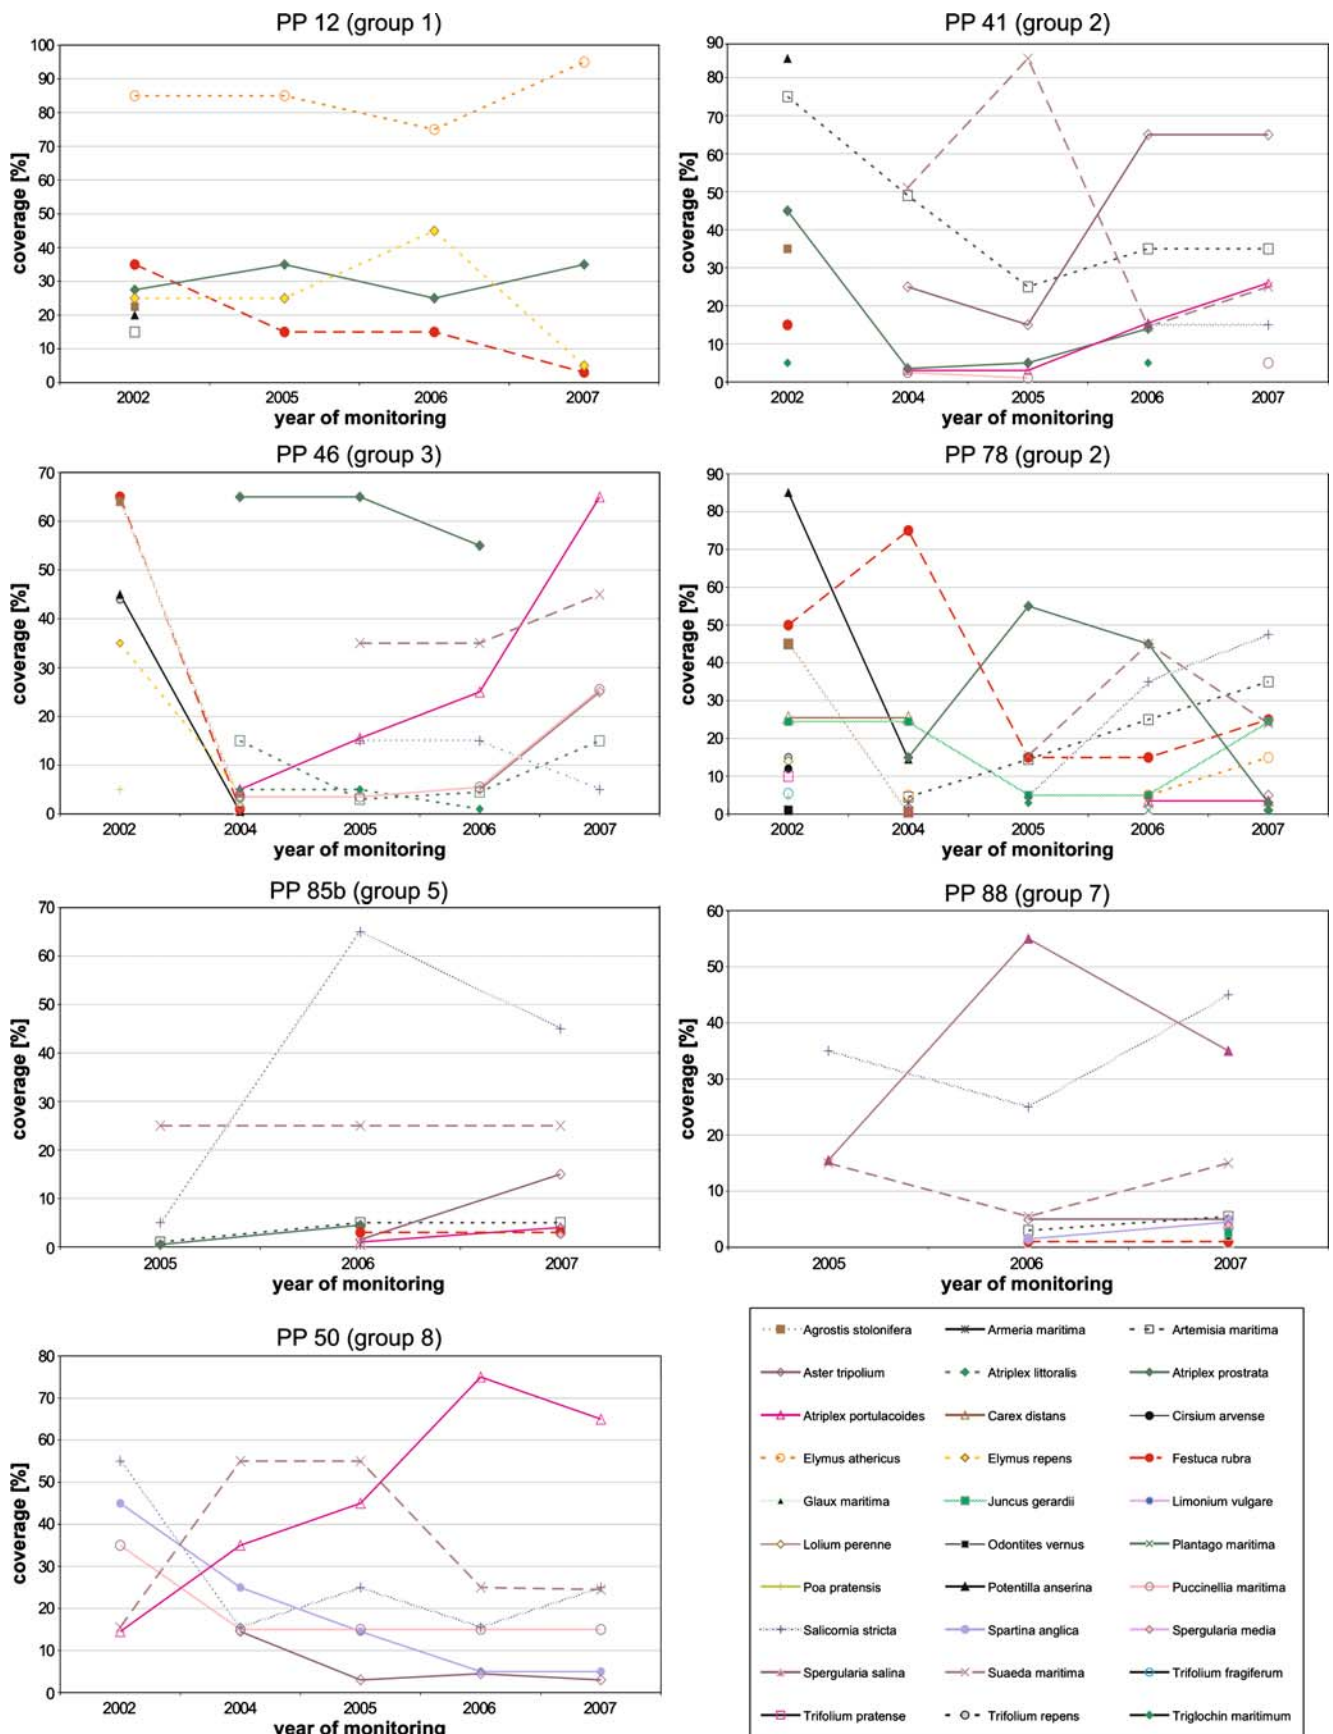 PP 12 (group 1)
100
90
80
70
60
50
40
30
20
10
0
coverage [%]
2002 2005 2006 2007
year of monitoring
PP 41 (group 2)
90
80
70
60
50
40
30
20
10
0
coverage [%]
2002 2004 2005 2006 2007
year of monitoring
PP 46 (group 3)
70
60
50
40
30
20
10
0
coverage [%]
2002 2004 2005 2006 2007
year of monitoring
PP 78 (group 2)
90
80
70
60
50
40
30
20
10
0
coverage [%]
2002 2004 2005 2006 2007
year of monitoring
PP 85b (group 5)
70
60
50
40
30
20
10
0
coverage [%]
2005 2006 2007
year of monitoring
PP 88 (group 7)
60
50
40
30
20
10
0
coverage [%]
2005 2006 2007
year of monitoring
PP 50 (group 8)
80
70
60
50
40
30
20
10
0
coverage [%]
2002 2004 2005 2006 2007
year of monitoring
Agrostis stolonifera Armeria maritima Artemisia maritima
Aster tripolium Atriplex littoralis Atriplex prostrata
Atriplex portulacoides Carex distans Cirsium arvense
Elymus athericus Elymus repens Festuca rubra
Glaux maritima Juncus gerardii Limonium vulgare
Lolium perenne Odontites vernus Plantago maritima
Poa pratensis Potentilla anserina Puccinellia maritima
Salicornia stricta Spartina anglica Spergularia media
Spergularia salina Suaeda maritima Trifolium fragiferum
Trifolium pratense Trifolium repens Triglochin maritimum